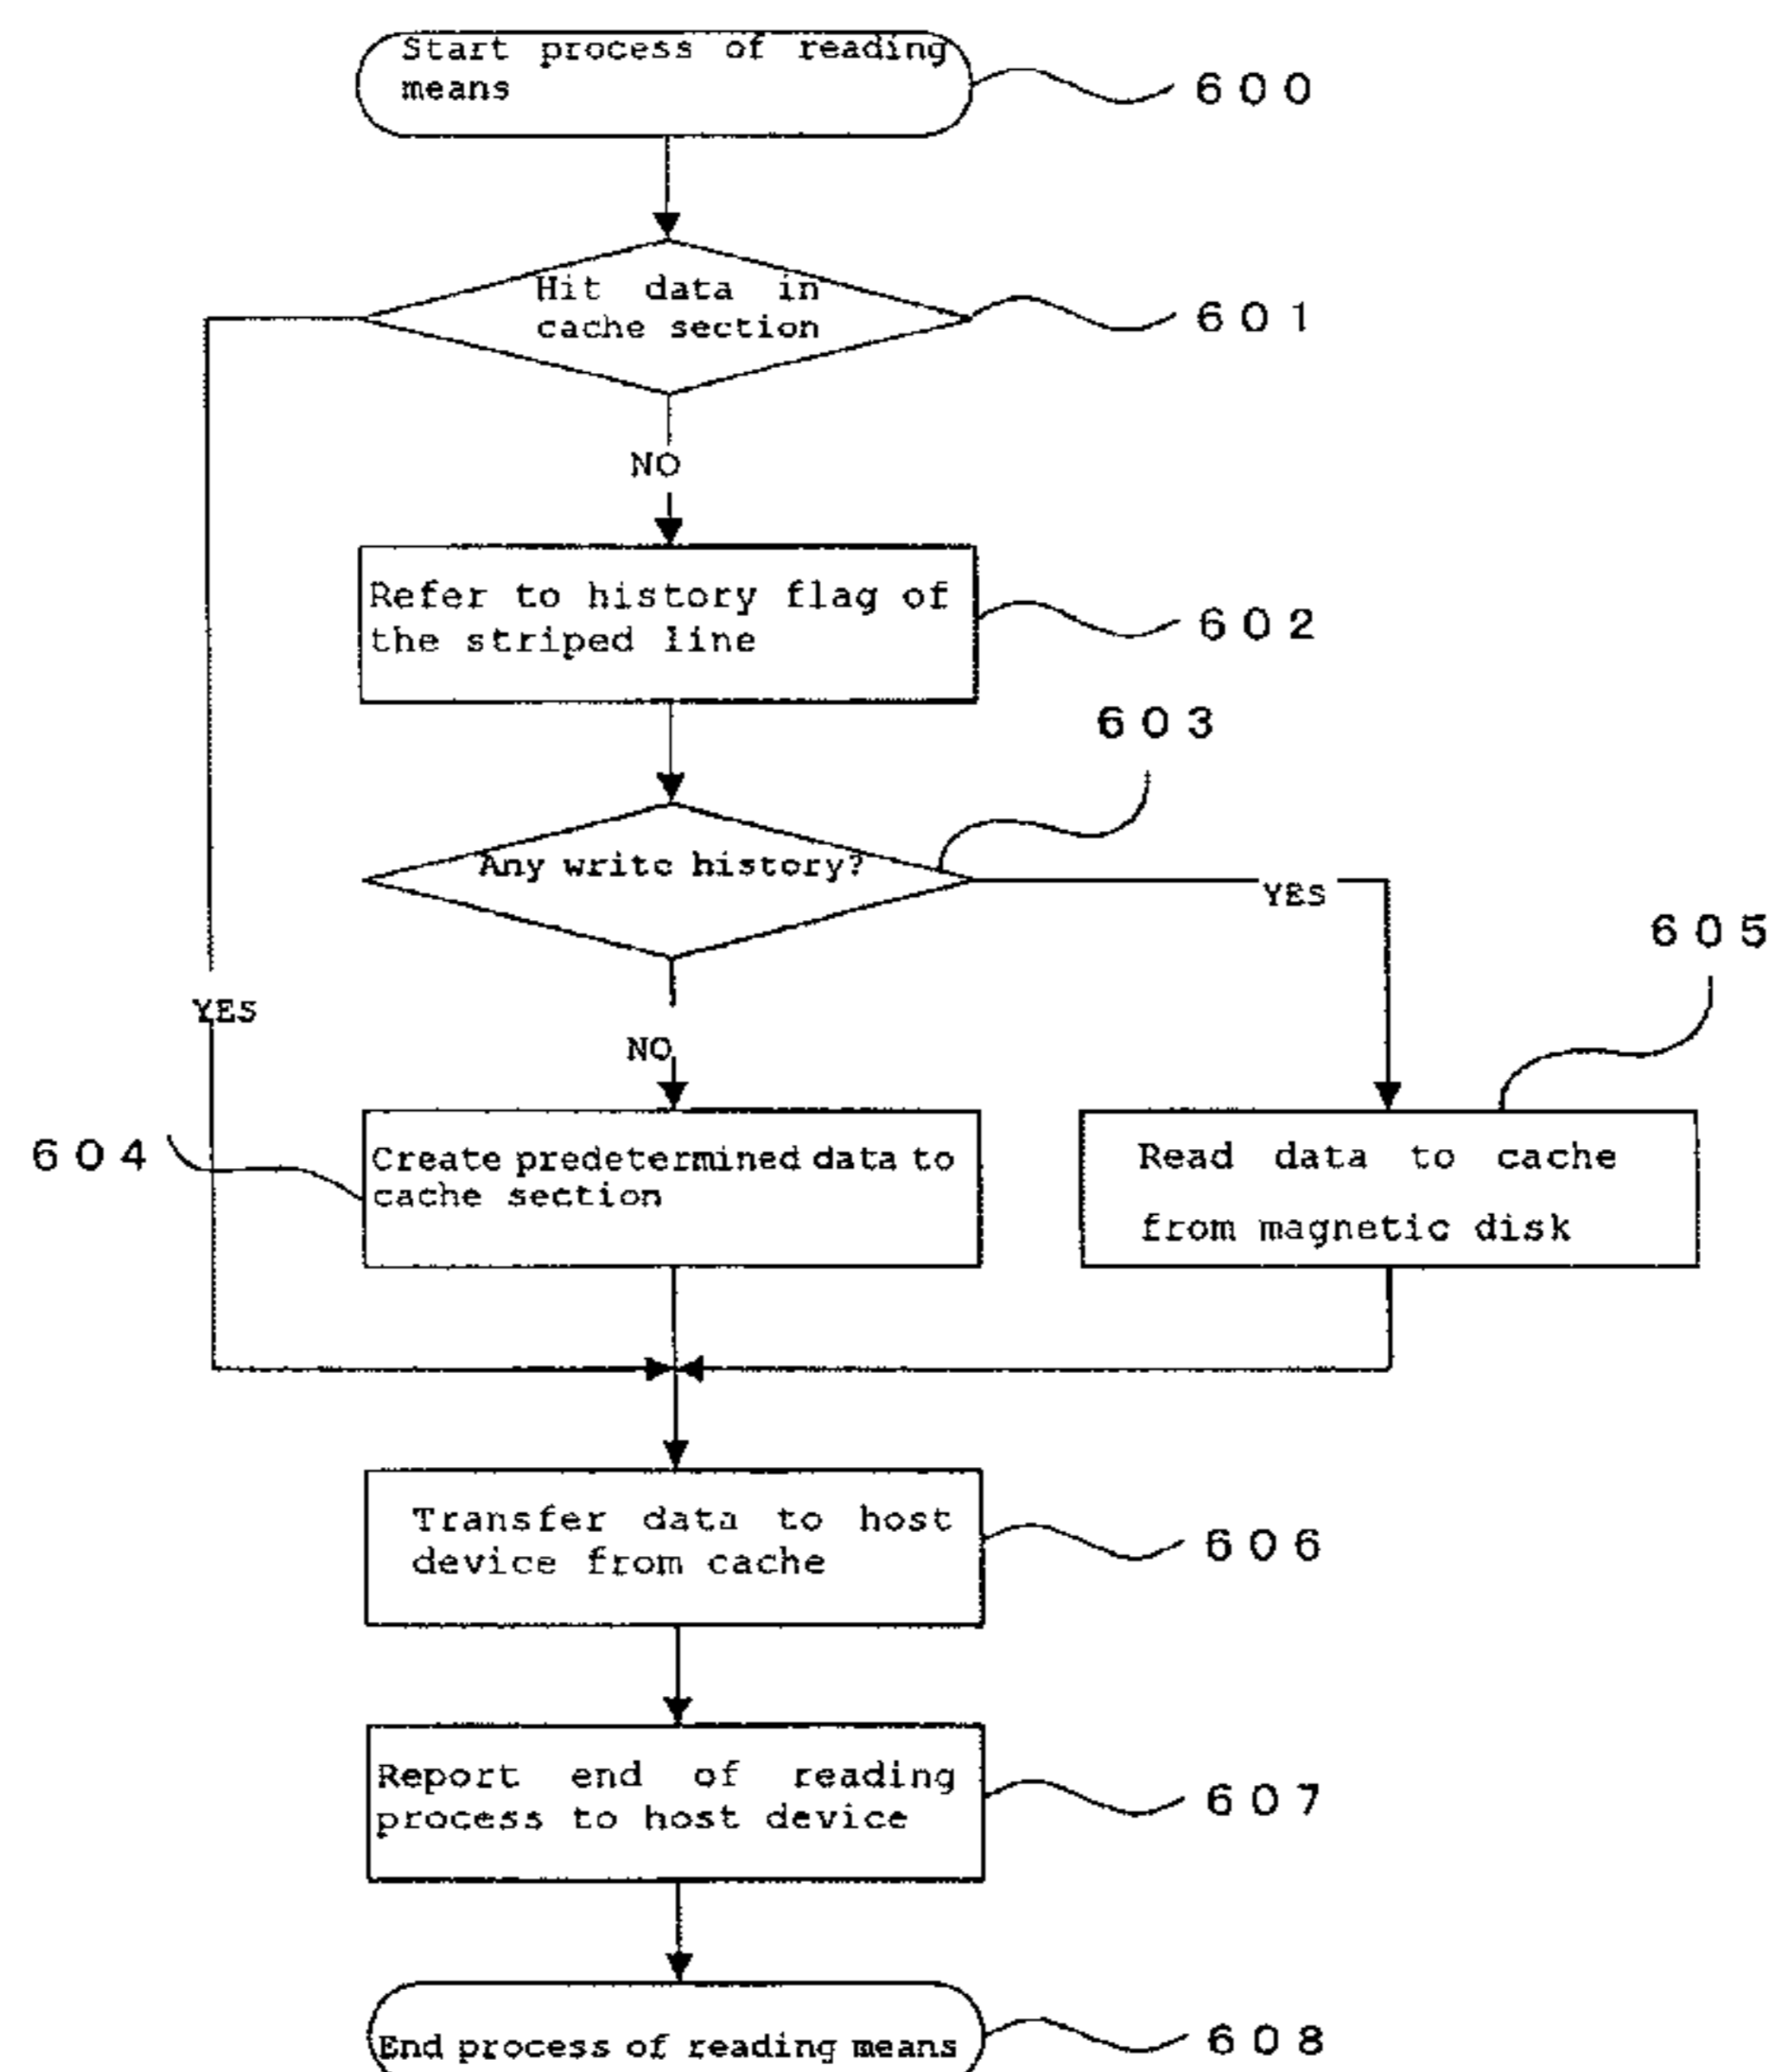 Start process of reading
means
600
Hit data in
cache section
601
NO
Refer to history flag of
the striped line
602
603
Any write history?
YES
605
YES
NO
604
Create predetermined data to
cache section
Read data to cache
from magnetic disk
Transfer data to host
device from cache
606
Report end of reading
process to host device
607
End process of reading means
608